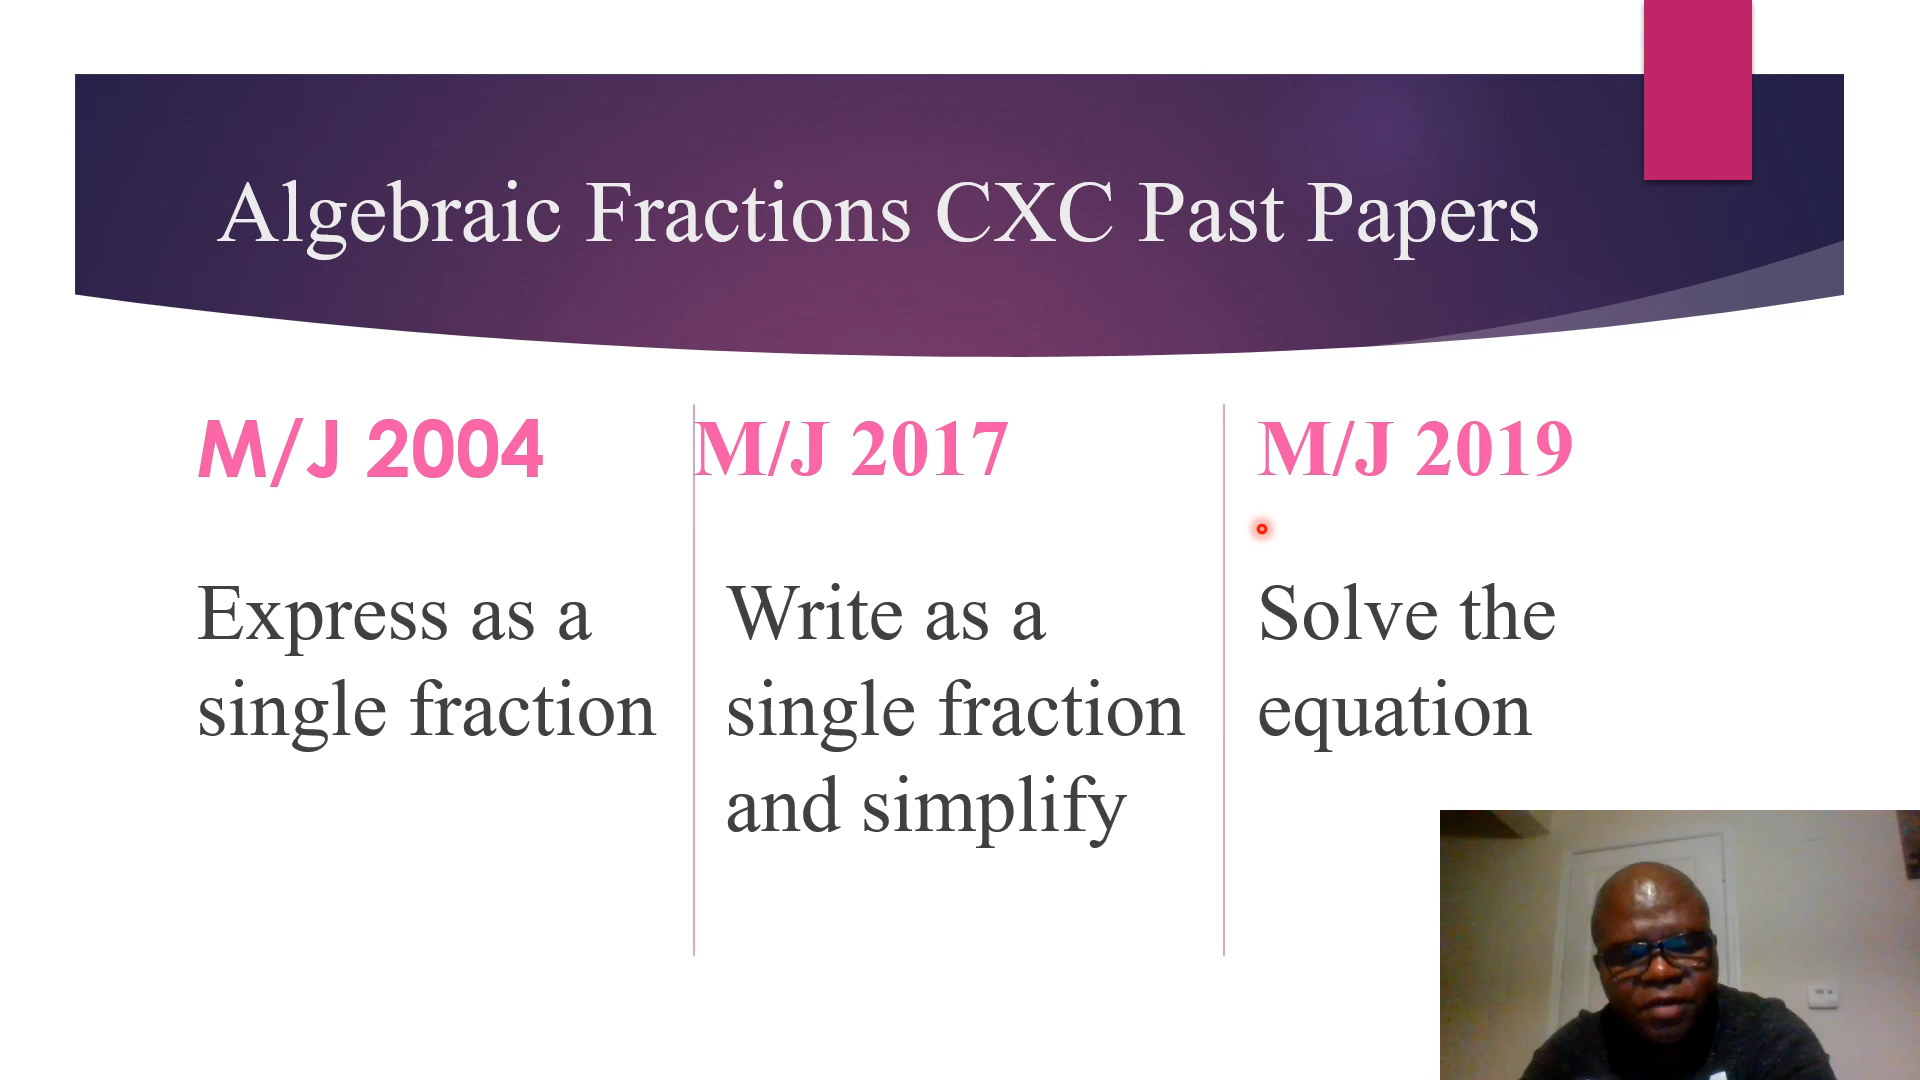 Algebraic Fractions CXC Past Papers
M/J 2004
Express as a
single fraction
M/J 2017
Write as a
single fraction
and simplify
M/J 2019
Solve the
equation